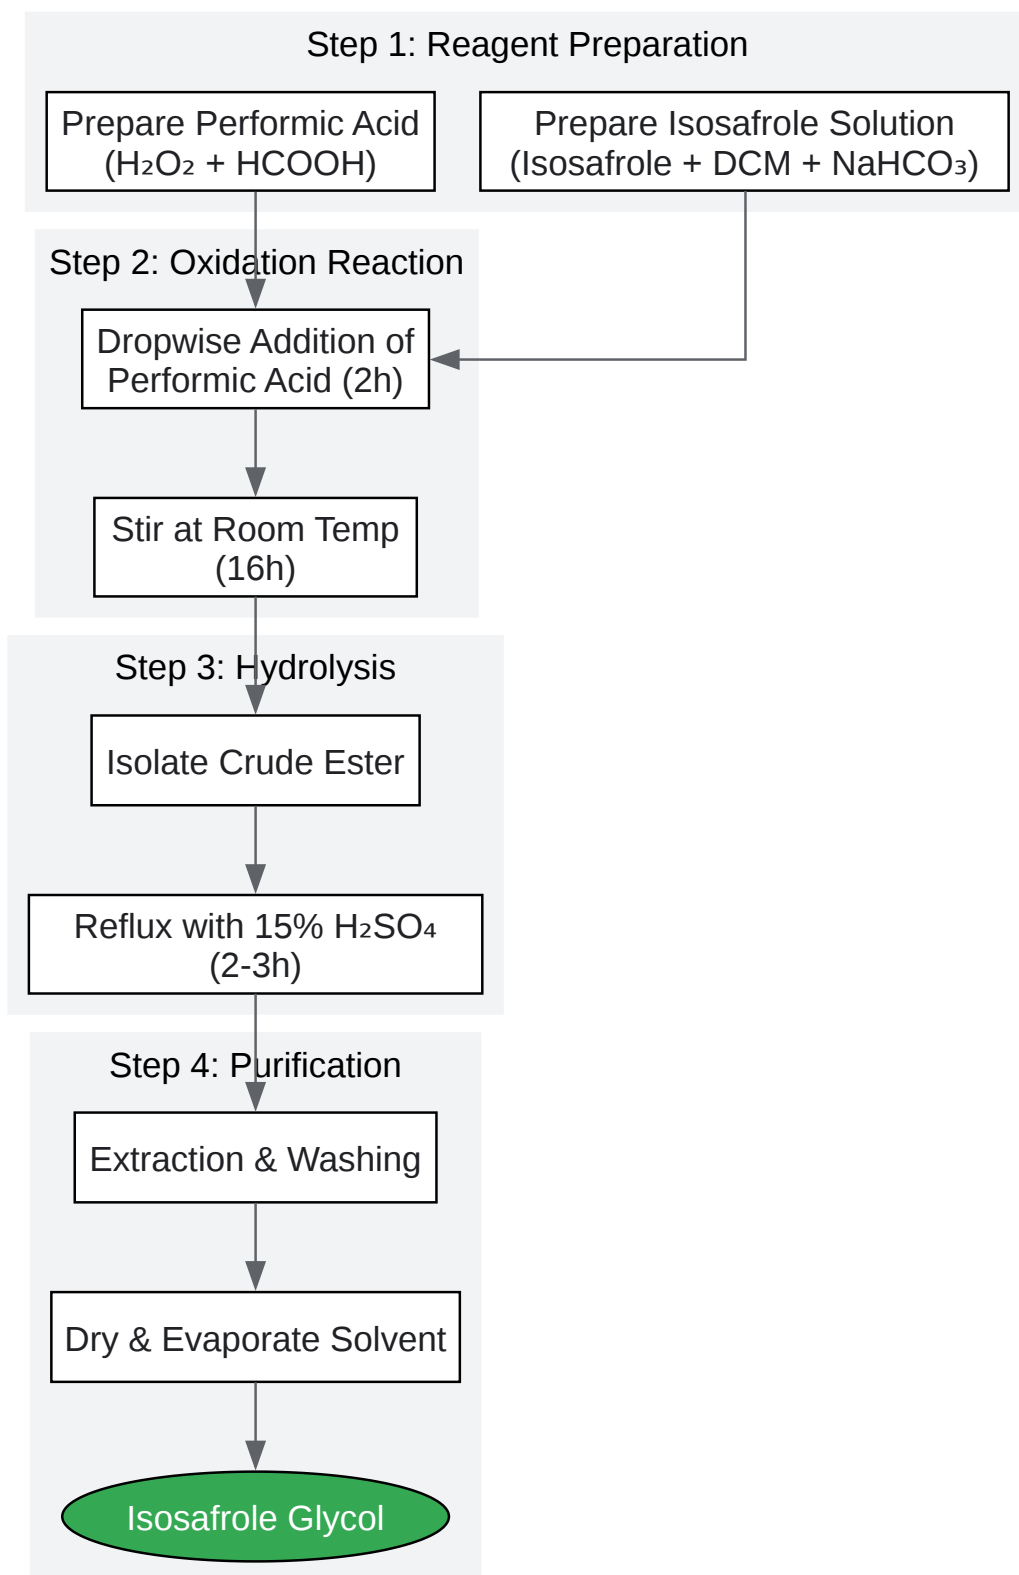 Step 1: Reagent Preparation
Prepare Performic Acid
(H₂O₂ + HCOOH)
Prepare Isosafrole Solution
(Isosafrole + DCM + NaHCO₃)
Step 2: Oxidation Reaction
Dropwise Addition of
Performic Acid (2h)
Stir at Room Temp
(16h)
Step 3: Hydrolysis
Isolate Crude Ester
Reflux with 15% H₂SO₄
(2-3h)
Step 4: Purification
Extraction & Washing
Dry & Evaporate Solvent
Isosafrole Glycol